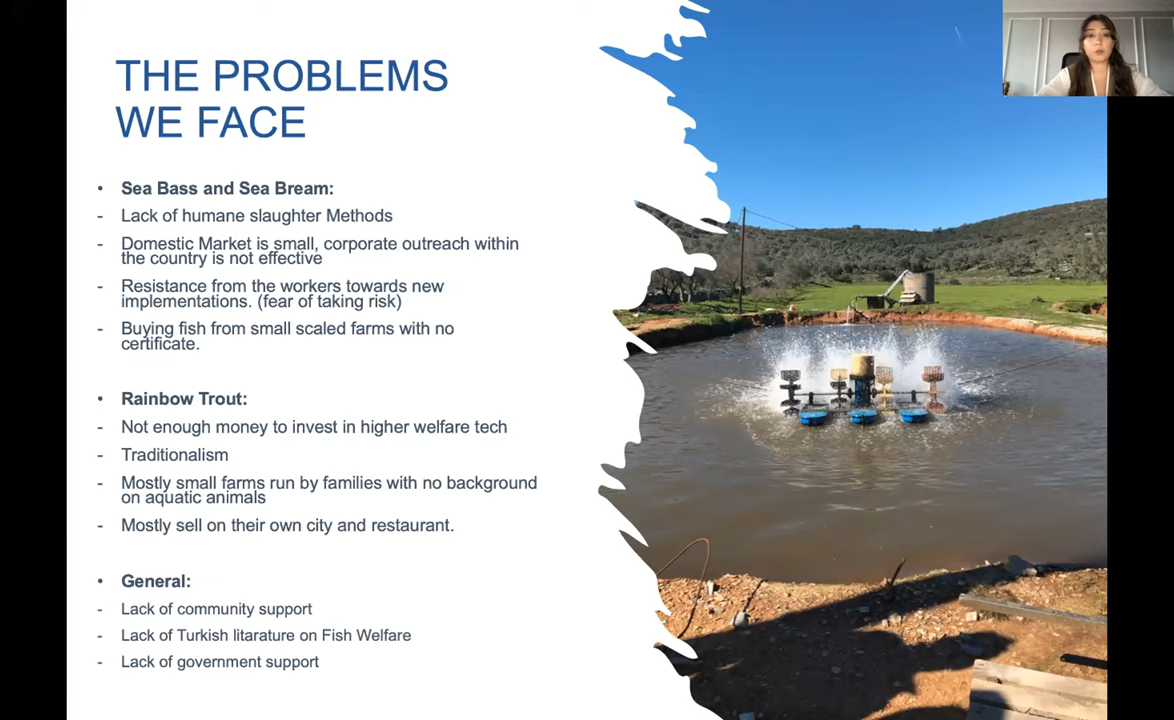 THE PROBLEMS
WE FACE
• Sea Bass and Sea Bream:
- Lack of humane slaughter Methods
- Domestic Market is small, corporate outreach within
the country is not effective
- Resistance from the workers towards new
implementations. (fear of taking risk)
- Buying fish from small scaled farms with no
certificate.
• Rainbow Trout:
- Not enough money to invest in higher welfare tech
- Traditionalism
- Mostly small farms run by families with no background
on aquatic animals
- Mostly sell on their own city and restaurant.
• General:
- Lack of community support
- Lack of Turkish litarature on Fish Welfare
- Lack of government support